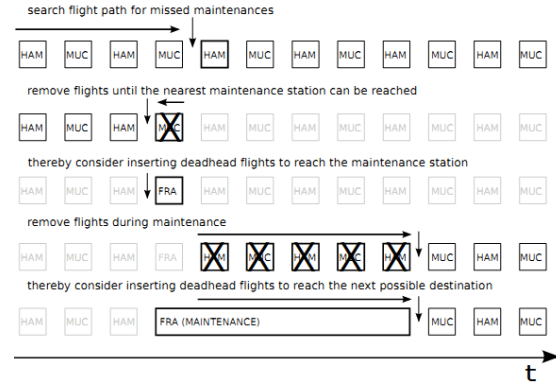 search flight path for missed maintenances
HAM MUC HAM MUC HAM MUC HAM MUC HAM MUC HAM MUC
remove flights until the nearest maintenance station can be reached
HAM MUC HAM MUC HAM MUC HAM MUC HAM MUC HAM MUC
thereby consider inserting deadhead flights to reach the maintenance station
HAM MUC HAM FRA HAM MUC HAM MUC HAM MUC HAM MUC
remove flights during maintenance
HAM MUC HAM FRA HAM MUC HAM MUC HAM MUC HAM MUC
thereby consider inserting deadhead flights to reach the next possible destination
HAM MUC HAM FRA (MAINTENANCE) MUC HAM MUC
t